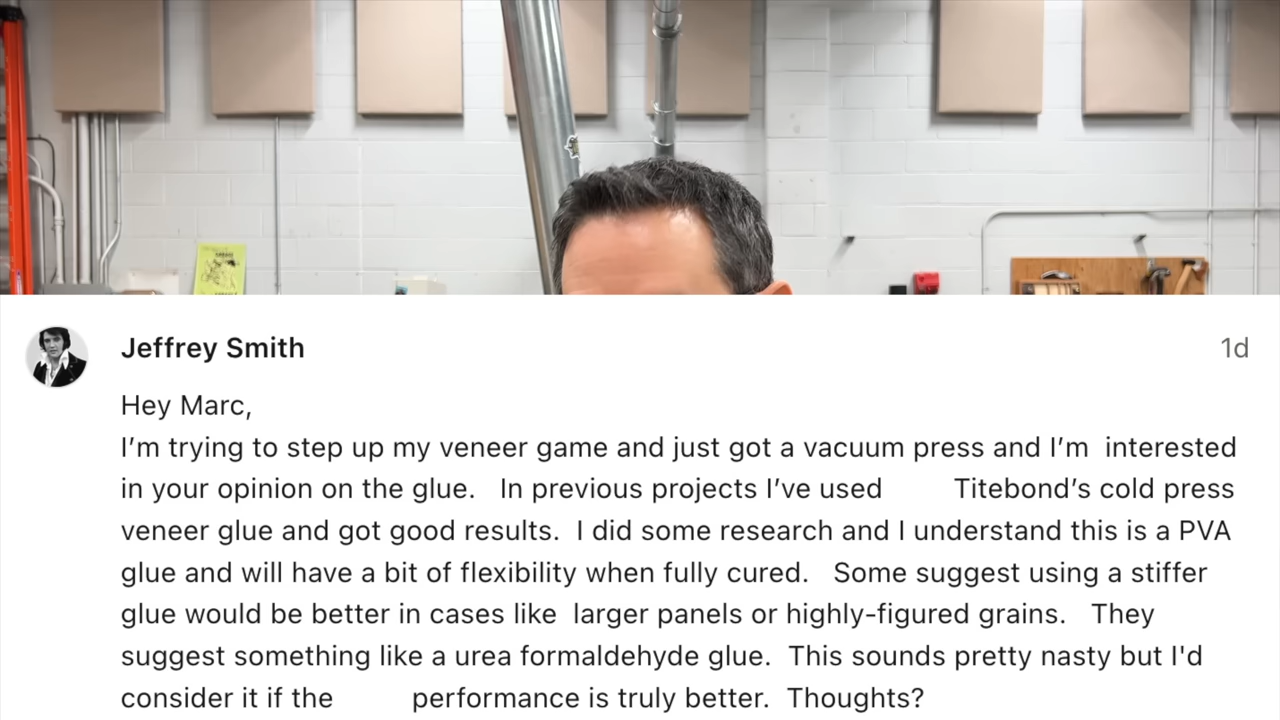 Jeffrey Smith
1d
Hey Marc,
I’m trying to step up my veneer game and just got a vacuum press and I’m interested
in your opinion on the glue. In previous projects I’ve used Titebond’s cold press
veneer glue and got good results. I did some research and I understand this is a PVA
glue and will have a bit of flexibility when fully cured. Some suggest using a stiffer
glue would be better in cases like larger panels or highly-figured grains. They
suggest something like a urea formaldehyde glue. This sounds pretty nasty but I'd
consider it if the performance is truly better. Thoughts?